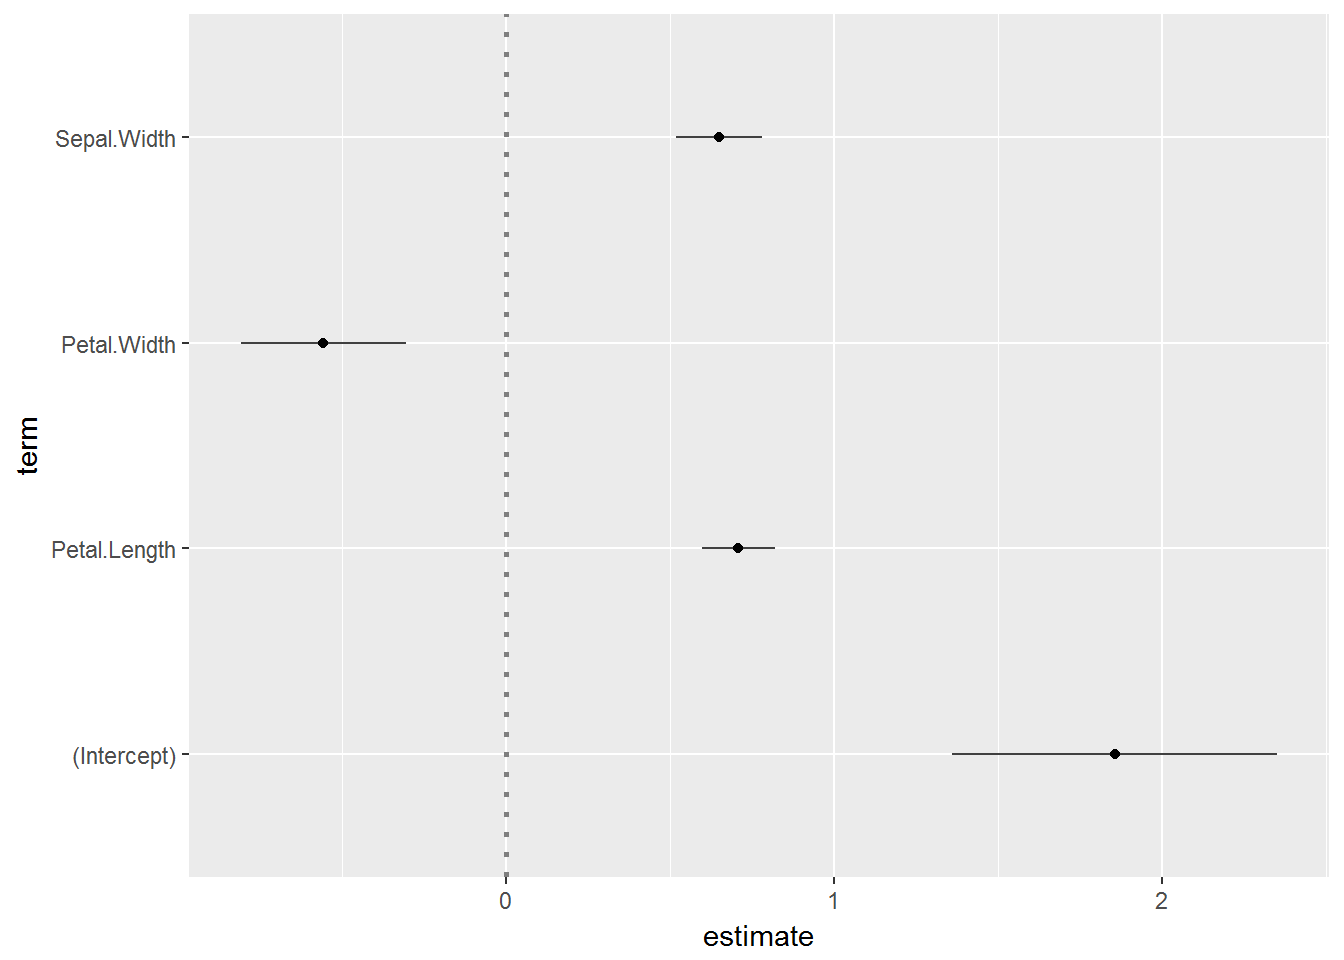 Sepal.Width
Petal.Width
Petal.Length
(Intercept)
term
0 1 2
estimate